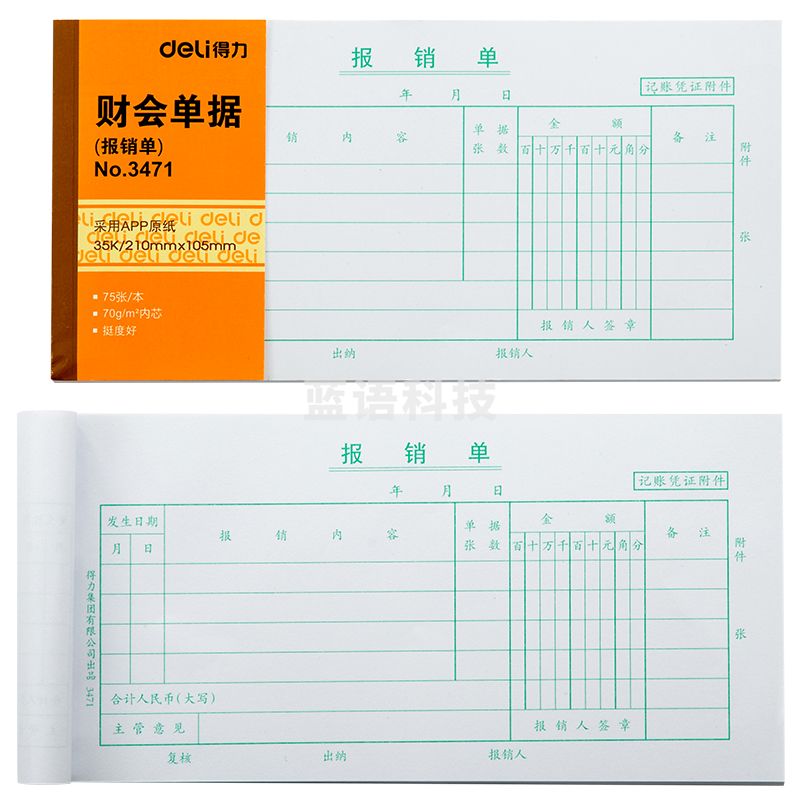 deli得力
财会单据
(报销单)
No.3471
deli deli deli deli
采用APP原纸
35K/210mmx105mm
deli deli deli deli
75张/本
70g/m²内芯
挺度好
报 销 单
年 月 日
记账凭证附件
销 内 容
单 据
张 数
金 额
百十万千百十元角分
备 注
附件 张
报 销 人 签 章
出纳 报销人
蓝语科技
报 销 单
年 月 日
记账凭证附件
发生日期
月 日
报 销 内 容
单 据
张 数
金 额
百十万千百十元角分
备 注
附件 张
得力集团有限公司出品 3471
合计人民币(大写)
主 管 意 见
报 销 人 签 章
复核 出纳 报销人